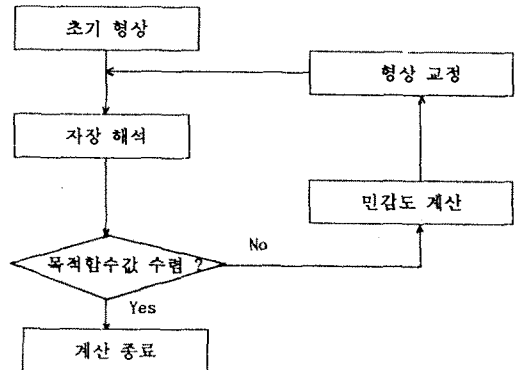 초기 형상
형상 교정
자장 해석
민감도 계산
No
목적함수값 수렴 ?
Yes
계산 종료